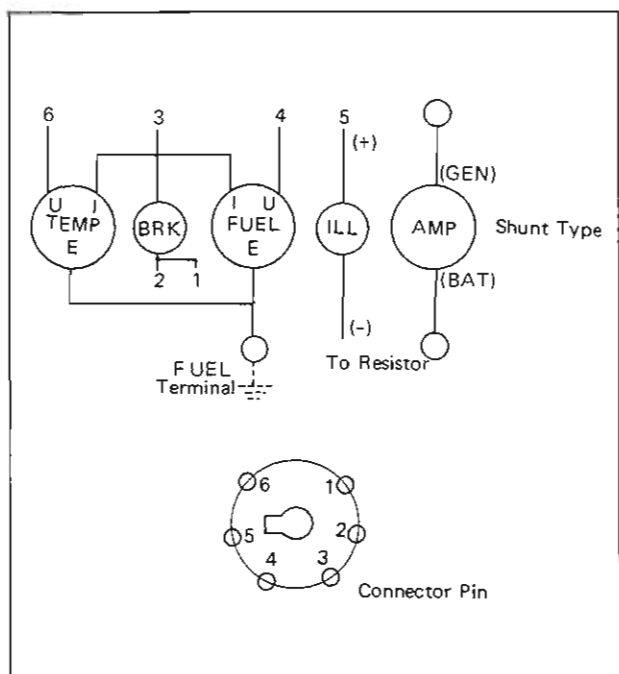 6 3 4 5
(+)
(GEN)
U I I U
TEMP BRK FUEL ILL AMP Shunt Type
E E
2 1 (BAT)
(-)
FUEL To Resistor
Terminal
6 1
5 2
4 3
Connector Pin